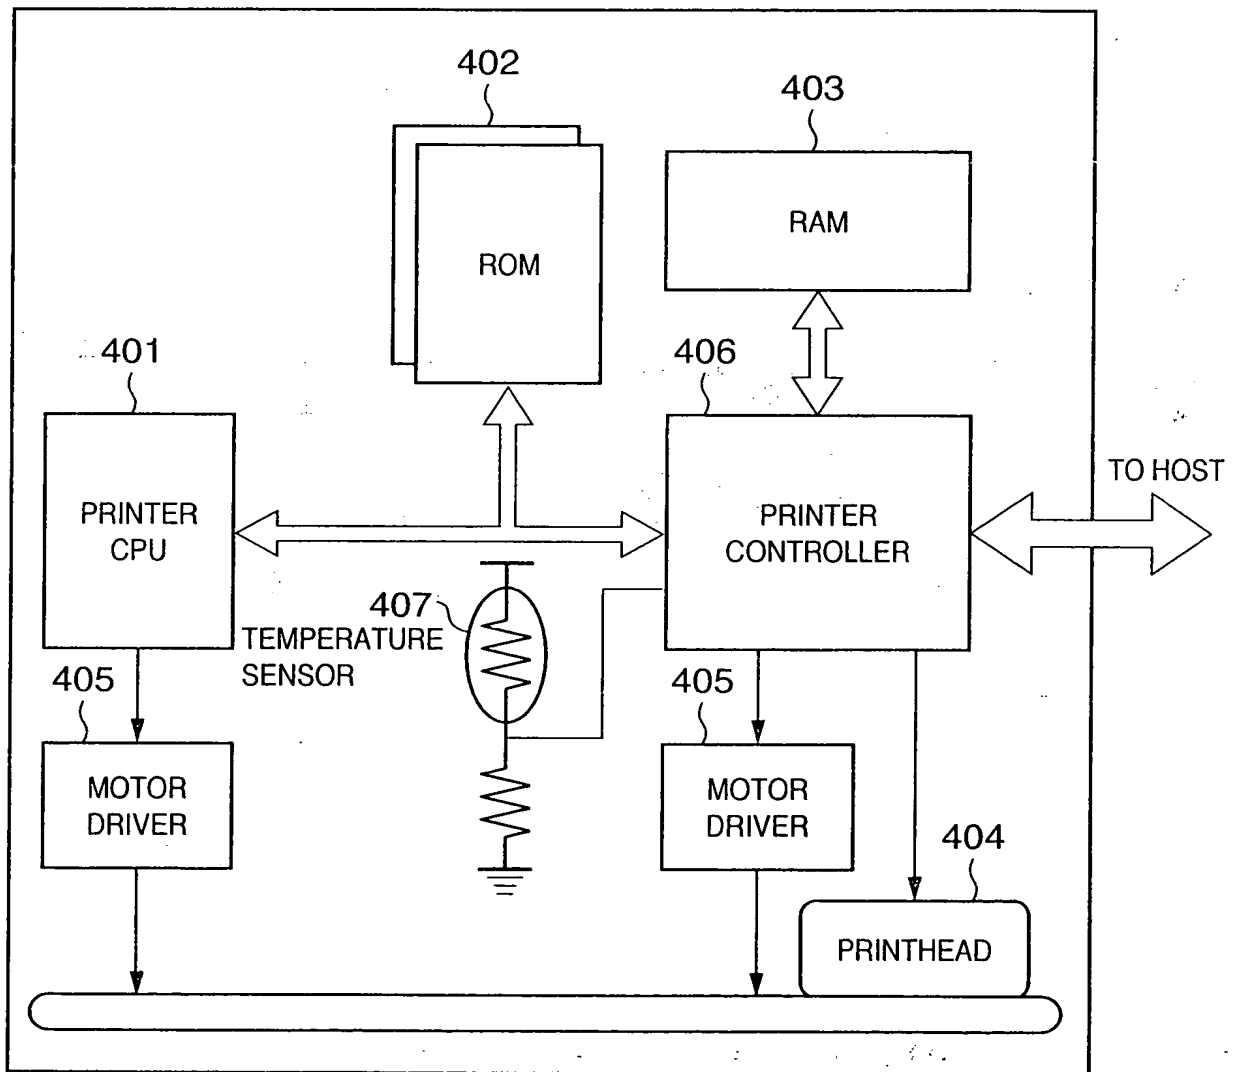 402
403
ROM
RAM
401
406
PRINTER
CPU
PRINTER
CONTROLLER
TO HOST
407
TEMPERATURE
SENSOR
405
405
MOTOR
DRIVER
MOTOR
DRIVER
404
PRINTHEAD